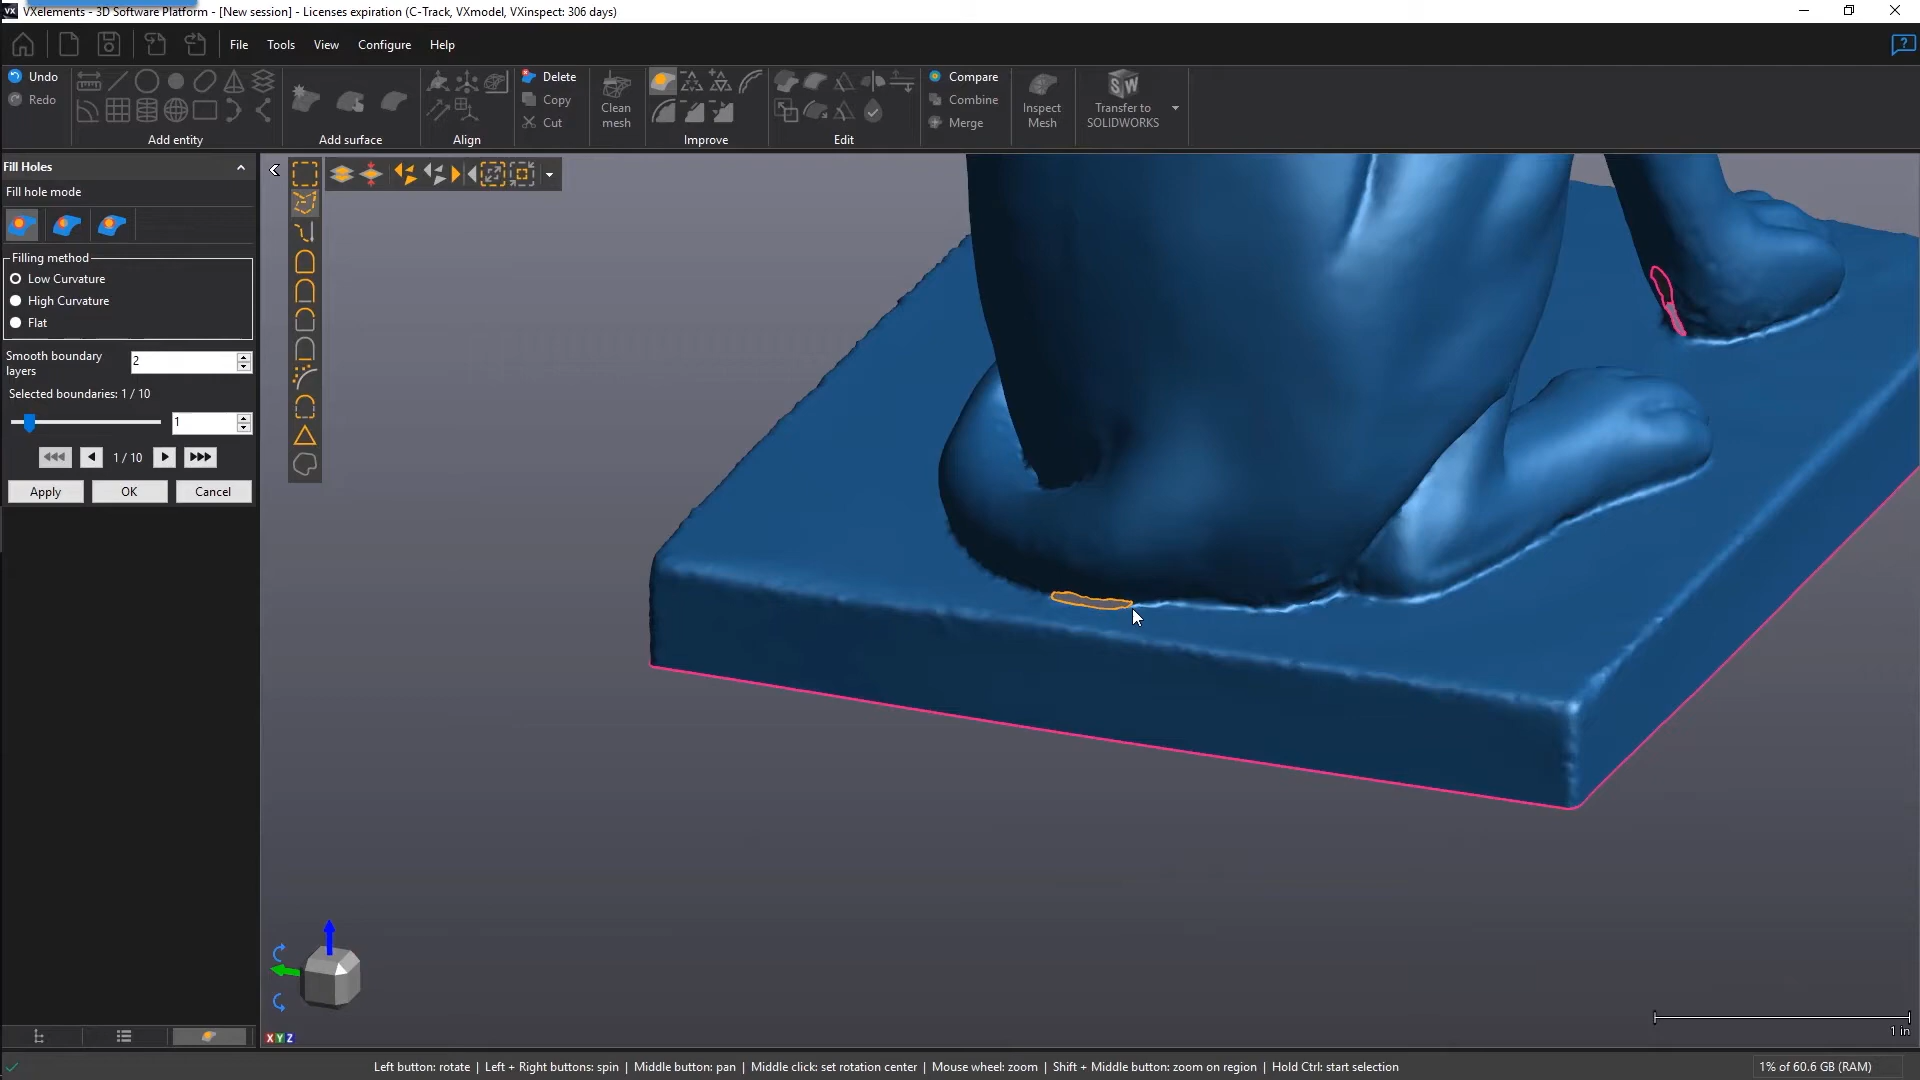 VXelements - 3D Software Platform - [New session] - Licenses expiration (C-Track, VXmodel, VXinspect: 306 days)
File Tools View Configure Help
Undo
Redo
Add entity
Add surface
Align
Delete
Copy
Cut
Clean
mesh
Improve
Edit
Compare
Combine
Merge
Inspect
Mesh
SW
Transfer to
SOLIDWORKS
Fill Holes
Fill hole mode
Filling method
Low Curvature
High Curvature
Flat
Smooth boundary
layers
2
Selected boundaries: 1 / 10
1
1 / 10
Apply OK Cancel
XYZ
1 in
Left button: rotate | Left + Right buttons: spin | Middle button: pan | Middle click: set rotation center | Mouse wheel: zoom | Shift + Middle button: zoom on region | Hold Ctrl: start selection
1% of 60.6 GB (RAM)